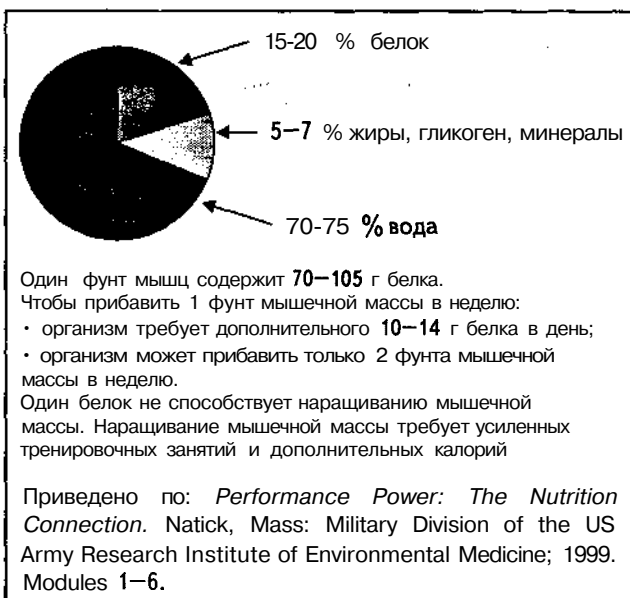 15-20 % белок
5–7 % жиры, гликоген, минералы
70-75 % вода
Один фунт мышц содержит 70–105 г белка.
Чтобы прибавить 1 фунт мышечной массы в неделю:
· организм требует дополнительного 10–14 г белка в день;
· организм может прибавить только 2 фунта мышечной
массы в неделю.
Один белок не способствует наращиванию мышечной
массы. Наращивание мышечной массы требует усиленных
тренировочных занятий и дополнительных калорий
Приведено по: Performance Power: The Nutrition
Connection. Natick, Mass: Military Division of the US
Army Research Institute of Environmental Medicine; 1999.
Modules 1–6.